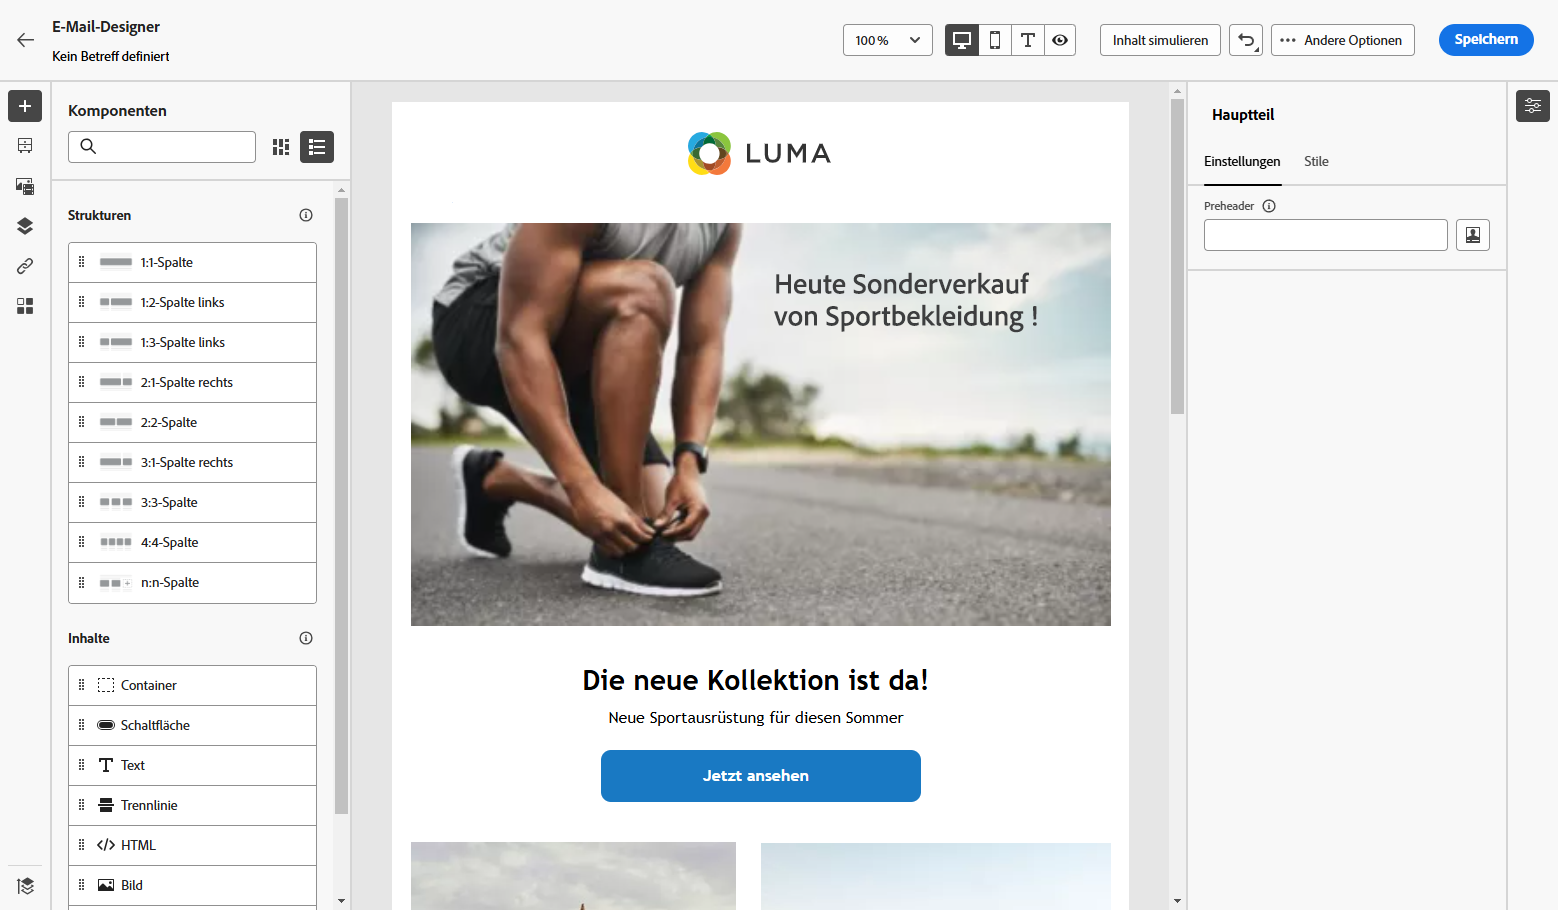 E-Mail-Designer
Kein Betreff definiert
100 %
Inhalt simulieren
Andere Optionen
Speichern
Komponenten
Strukturen
1:1-Spalte
1:2-Spalte links
1:3-Spalte links
2:1-Spalte rechts
2:2-Spalte
3:1-Spalte rechts
3:3-Spalte
4:4-Spalte
n:n-Spalte
Inhalte
Container
Schaltfläche
Text
Trennlinie
HTML
Bild
LUMA
Heute Sonderverkauf
von Sportbekleidung !
Die neue Kollektion ist da!
Neue Sportausrüstung für diesen Sommer
Jetzt ansehen
Hauptteil
Einstellungen
Stile
Preheader